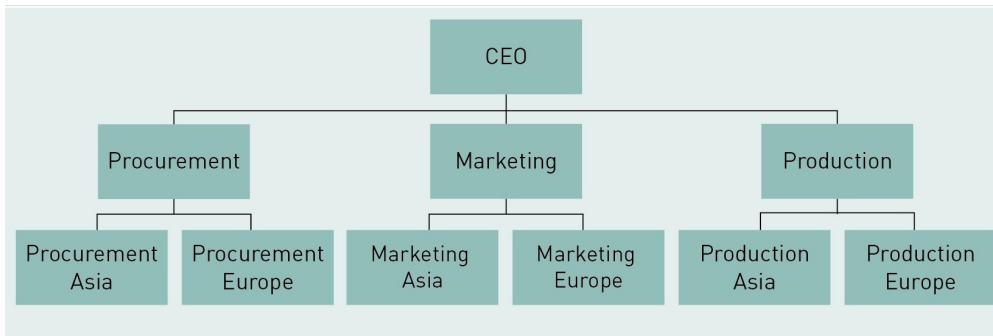 CEO
Procurement
Marketing
Production
Procurement
Asia
Procurement
Europe
Marketing
Asia
Marketing
Europe
Production
Asia
Production
Europe